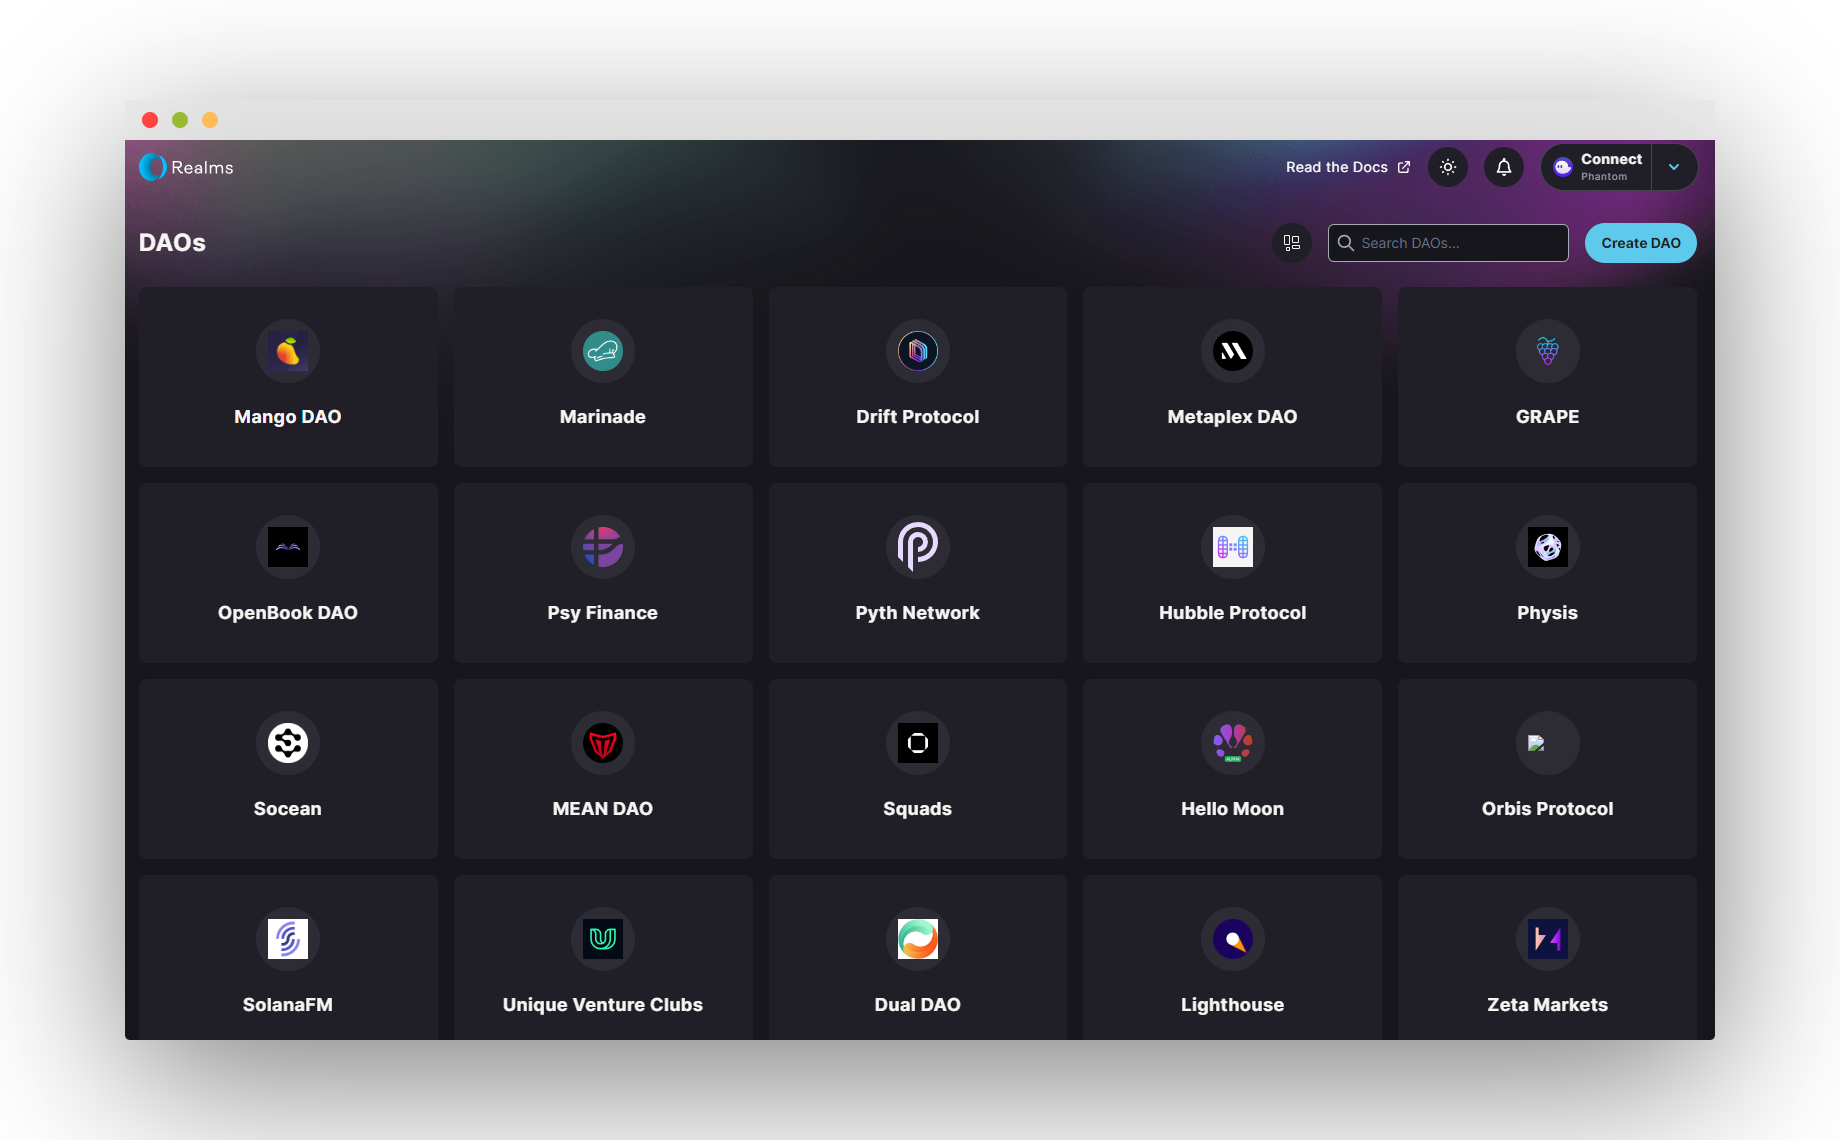 Realms
Read the Docs
Connect
Phantom
DAOs
Search DAOs...
Create DAO
Mango DAO
Marinade
Drift Protocol
Metaplex DAO
GRAPE
OpenBook DAO
Psy Finance
Pyth Network
Hubble Protocol
Physis
Socean
MEAN DAO
Squads
ALPHA
Hello Moon
Orbis Protocol
SolanaFM
Unique Venture Clubs
Dual DAO
Lighthouse
Zeta Markets